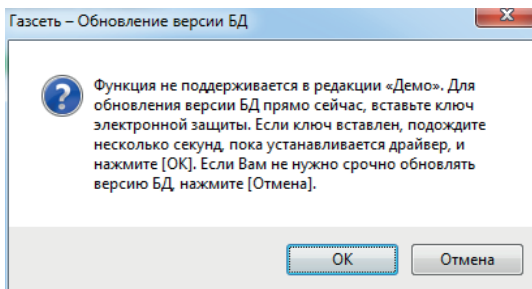 Газсеть – Обновление версии БД
Функция не поддерживается в редакции «Демо». Для
обновления версии БД прямо сейчас, вставьте ключ
электронной защиты. Если ключ вставлен, подождите
несколько секунд, пока устанавливается драйвер, и
нажмите [ОК]. Если Вам не нужно срочно обновлять
версию БД, нажмите [Отмена].
ОК
Отмена